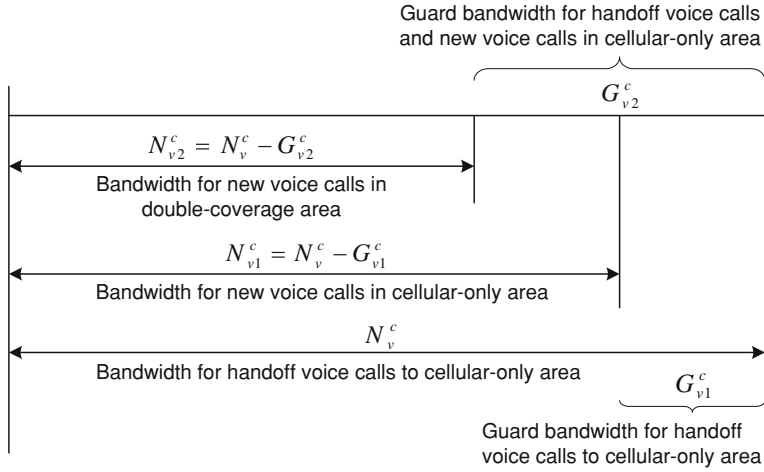 Guard bandwidth for handoff voice calls
and new voice calls in cellular-only area
G^c_{v2}
N^c_{v2} = N^c_v − G^c_{v2}
Bandwidth for new voice calls in
double-coverage area
N^c_{v1} = N^c_v − G^c_{v1}
Bandwidth for new voice calls in cellular-only area
N^c_v
Bandwidth for handoff voice calls to cellular-only area
G^c_{v1}
Guard bandwidth for handoff
voice calls to cellular-only area